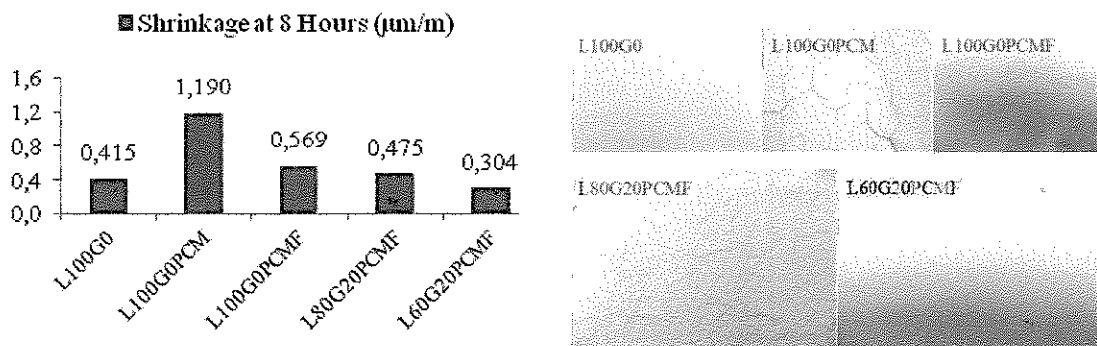 Shrinkage at 8 Hours (µm/m)
1,6
1,2
0,8
0,4
0,0
0,415
1,190
0,569
0,475
0,304
L100G0
L100G0PCM
L100G0PCMF
L80G20PCMF
L60G20PCMF
L100G0
L100G0PCM
L100G0PCMF
L80G20PCMF
L60G20PCMF